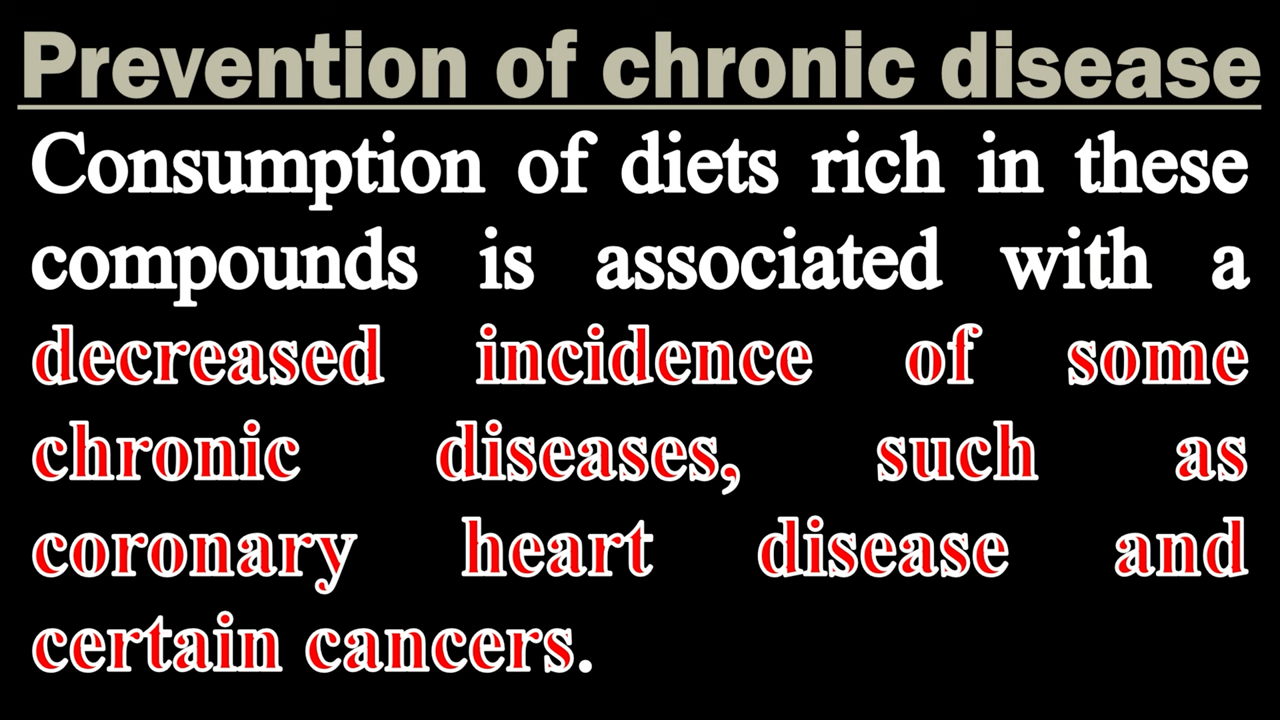 Prevention of chronic disease
Consumption of diets rich in these
compounds is associated with a
decreased incidence of some
chronic diseases, such as
coronary heart disease and
certain cancers.